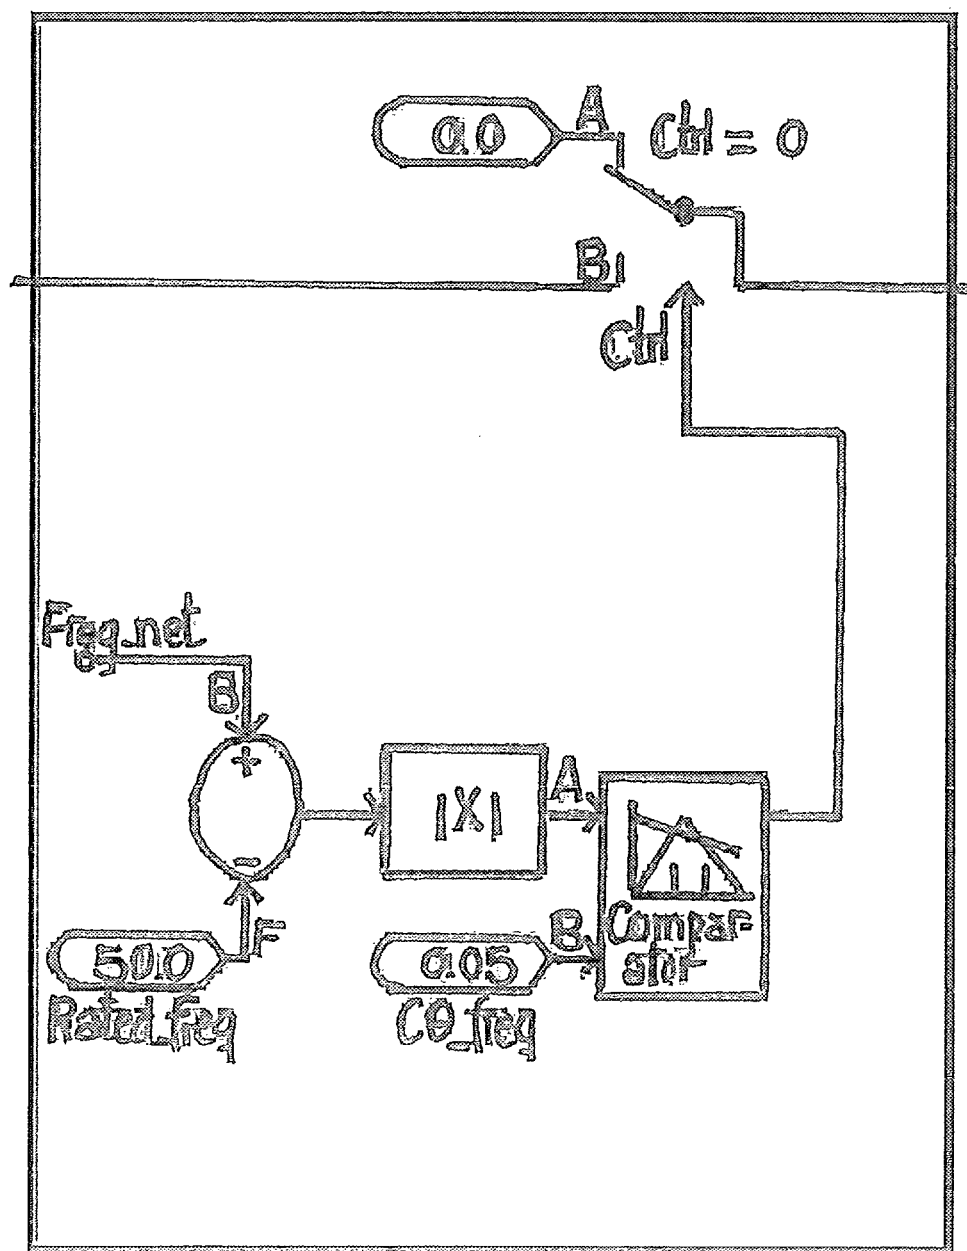 A
0.0
Ctrl = 0
B
Ctrl
Freq_net
B
+
|X|
A
-
F
B
Compar-
ator
50.0
0.05
Rated_freq
CO_freq